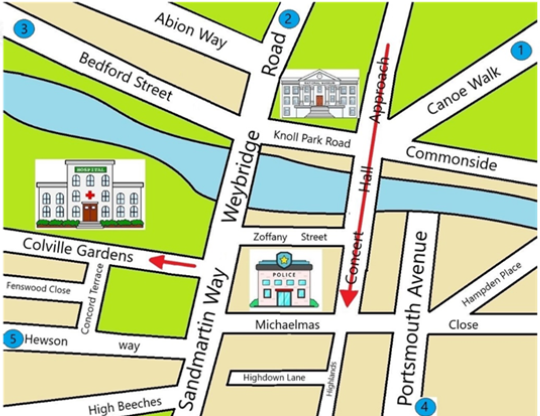 3
Abion Way
2
Road
1
Bedford Street
Canoe Walk
Approach
Knoll Park Road
Commonside
Weybridge
Hall
Colville Gardens
Zoffany Street
Concert
POLICE
Fenswood Close
Concord Terrace
Hampden Place
Portsmouth Avenue
Sandmartin Way
Michaelmas Close
5 Hewson way
Highdown Lane
Highlands
High Beeches
4